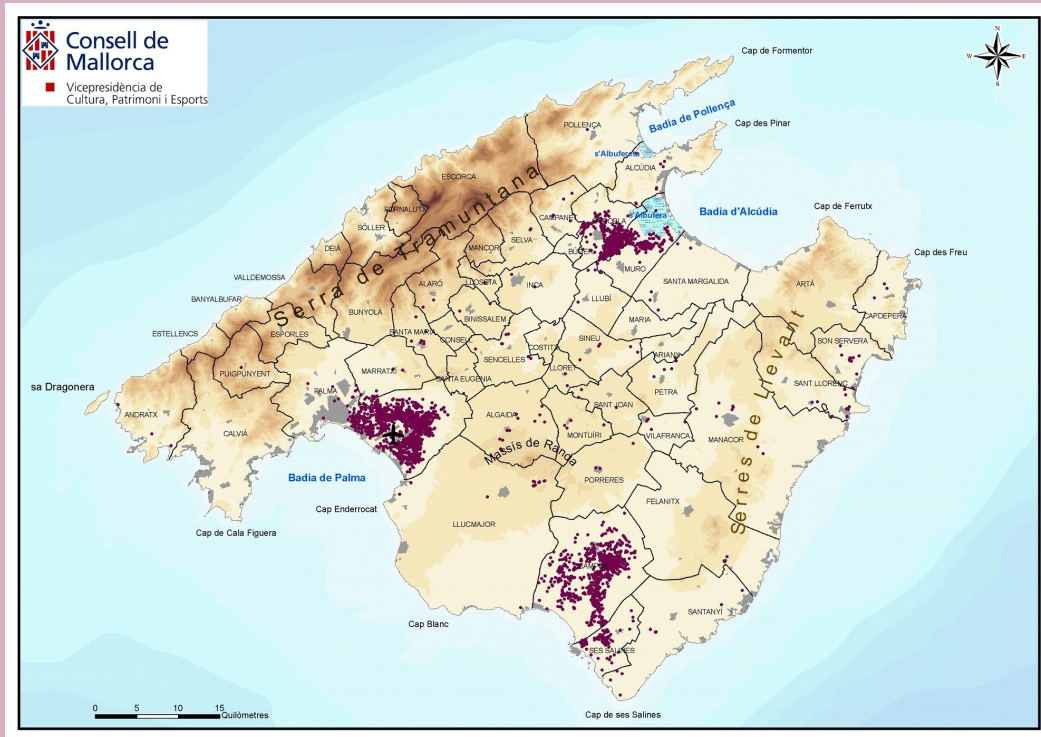 Consell de
Mallorca
Vicepresidència de
Cultura, Patrimoni i Esports
N
W
E
S
Cap de Formentor
Badia de Pollença
POLLENÇA
Cap des Pinar
s'Albufereta
ALCÚDIA
ESCORCA
Badia d'Alcúdia
Cap de Ferrutx
FORNALUTX
Serra de Tramuntana
CAMPANET
s'Albufera
SÓLLER
DEIÀ
SELVA
MANCOR
BÚGER
Cap des Freu
VALLDEMOSSA
MURO
SANTA MARGALIDA
ARTÀ
ALARÓ
LLOSETA
INCA
BANYALBUFAR
LLUBÍ
CAPDEPERA
BUNYOLA
BINISSALEM
MARIA
ESTELLENCS
ESPORLES
SANTA MARIA
CONSELL
SINEU
SON SERVERA
COSTITX
ARIANY
SENCELLES
LLORET
PUIGPUNYENT
MARRATXÍ
SANTA EUGENIA
sa Dragonera
SANT LLORENÇ
PALMA
PETRA
Serres de Llevant
SANT JOAN
ANDRATX
ALGAIDA
CALVIÀ
MONTUÏRI
VILAFRANCA
MANACOR
Massís de Randa
Badia de Palma
PORRERES
FELANITX
Cap Enderrocat
LLUCMAJOR
Cap de Cala Figuera
SANTANYÍ
Cap Blanc
SES SALINES
Cap de ses Salines
0 5 10 15
Quilòmetres